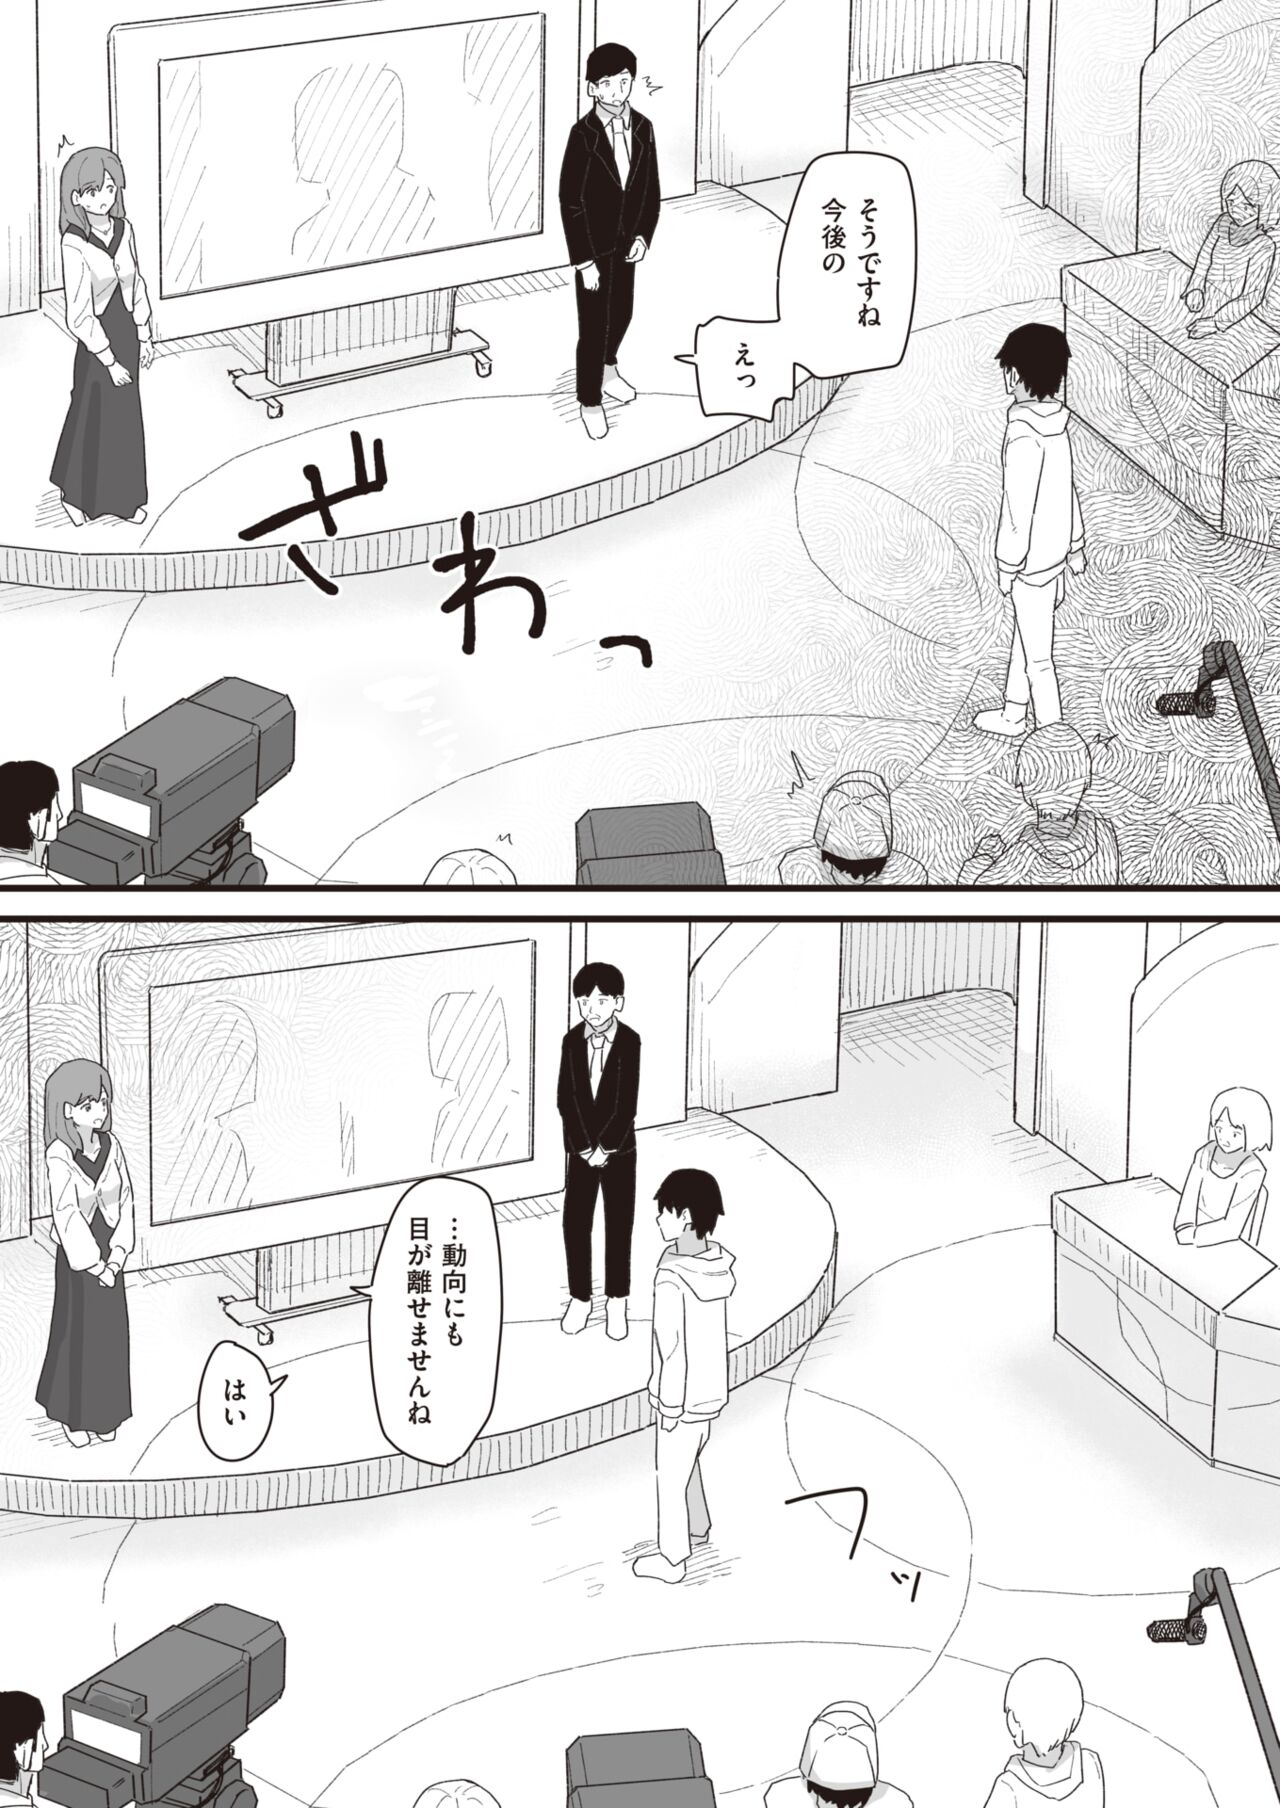 そうですね
今後の
えっ
ざわっ
…動向にも
目が離せませんね
はい
フッ